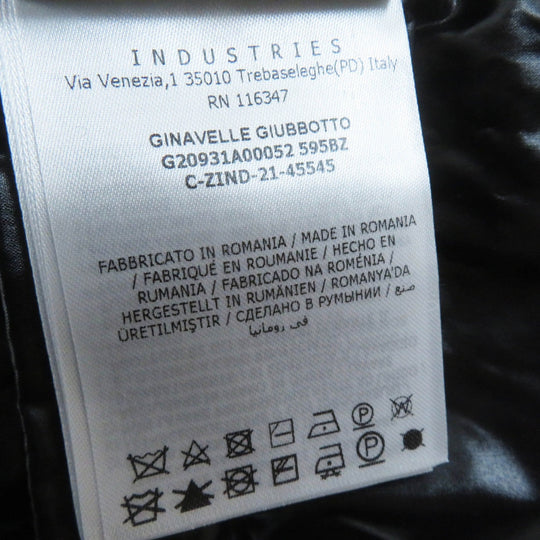 INDUSTRIES
Via Venezia,1 35010 Trebaseleghe(PD) Italy
RN 116347
GINAVELLE GIUBBOTTO
G20931A00052 595BZ
C-ZIND-21-45545
FABBRICATO IN ROMANIA / MADE IN ROMANIA
/ FABRIQUÉ EN ROUMANIE / HECHO EN
RUMANIA / FABRICADO NA ROMÉNIA /
HERGESTELLT IN RUMÄNIEN / ROMANYA'DA
ÜRETILMIŞTIR / СДЕЛАНО В РУМЫНИИ / صنع
في رومانيا
P
P